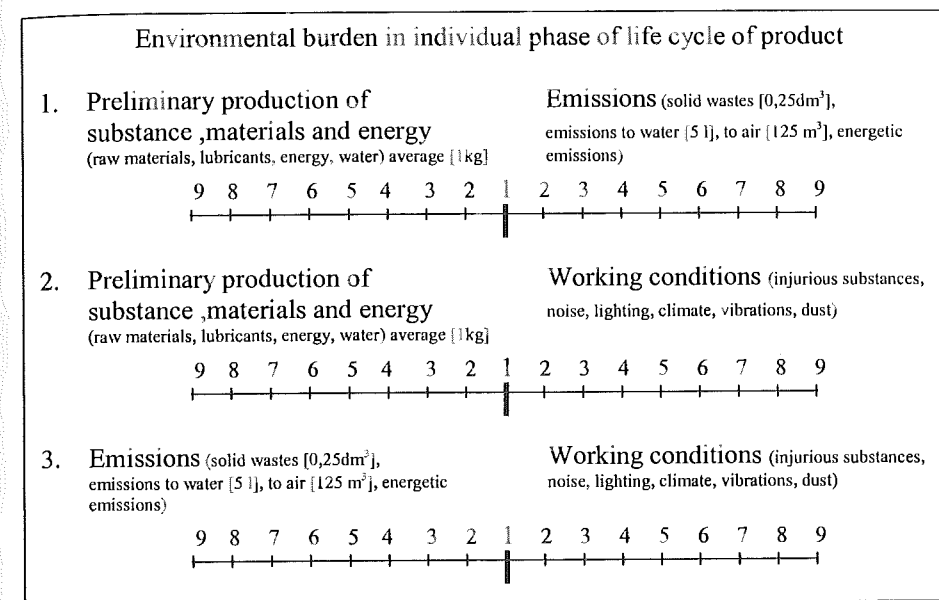 Environmental burden in individual phase of life cycle of product
1. Preliminary production of
substance ,materials and energy
(raw materials, lubricants, energy, water) average [1kg]
Emissions (solid wastes [0,25dm³],
emissions to water [5 l], to air [125 m³], energetic
emissions)
9 8 7 6 5 4 3 2 1 2 3 4 5 6 7 8 9
2. Preliminary production of
substance ,materials and energy
(raw materials, lubricants, energy, water) average [1kg]
Working conditions (injurious substances,
noise, lighting, climate, vibrations, dust)
9 8 7 6 5 4 3 2 1 2 3 4 5 6 7 8 9
3. Emissions (solid wastes [0,25dm³],
emissions to water [5 l], to air [125 m³], energetic
emissions)
Working conditions (injurious substances,
noise, lighting, climate, vibrations, dust)
9 8 7 6 5 4 3 2 1 2 3 4 5 6 7 8 9